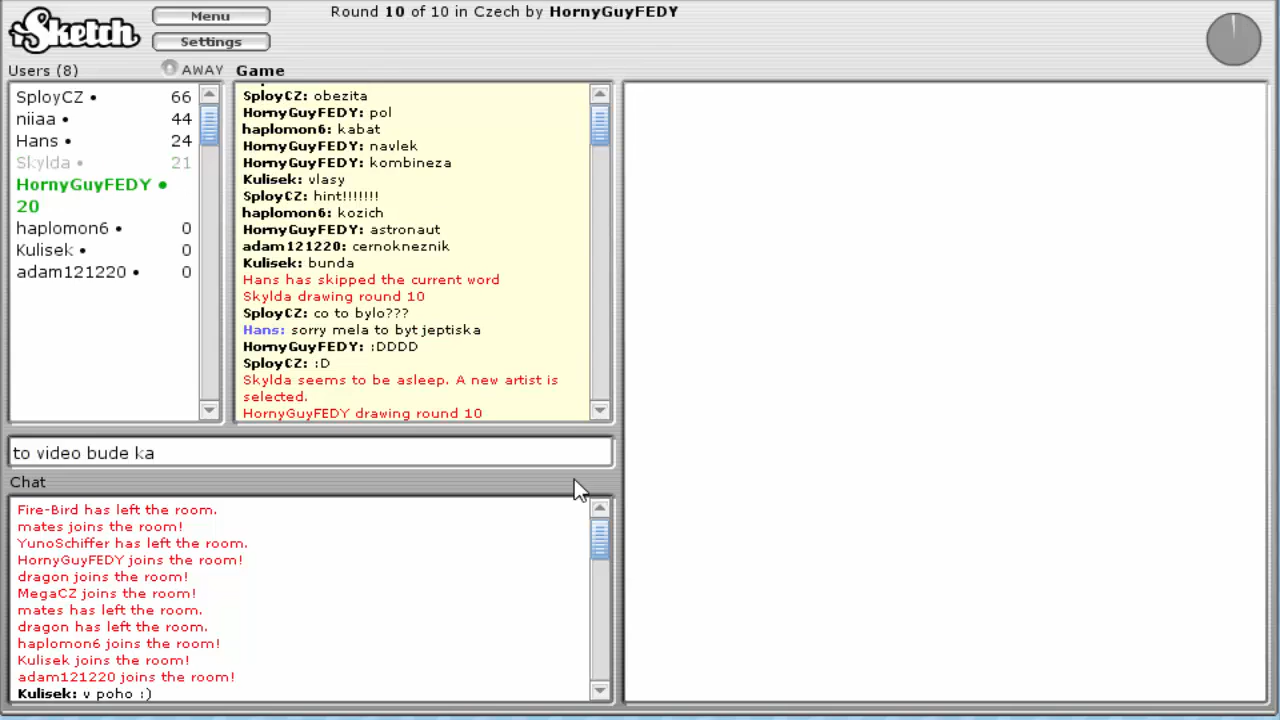 iSketch
Menu
Settings
Round 10 of 10 in Czech by HornyGuyFEDY
Users (8)
AWAY
SployCZ • 66
niiaa • 44
Hans • 24
Skylda • 21
HornyGuyFEDY •
20
haplomon6 • 0
Kulisek • 0
adam121220 • 0
Game
SployCZ: obezita
HornyGuyFEDY: pol
haplomon6: kabat
HornyGuyFEDY: navlek
HornyGuyFEDY: kombineza
Kulisek: vlasy
SployCZ: hint!!!!!!!
haplomon6: kozich
HornyGuyFEDY: astronaut
adam121220: cernokneznik
Kulisek: bunda
Hans has skipped the current word
Skylda drawing round 10
SployCZ: co to bylo???
Hans: sorry mela to byt jeptiska
HornyGuyFEDY: :DDDD
SployCZ: :D
Skylda seems to be asleep. A new artist is
selected.
HornyGuyFEDY drawing round 10
to video bude ka
Chat
Fire-Bird has left the room.
mates joins the room!
YunoSchiffer has left the room.
HornyGuyFEDY joins the room!
dragon joins the room!
MegaCZ joins the room!
mates has left the room.
dragon has left the room.
haplomon6 joins the room!
Kulisek joins the room!
adam121220 joins the room!
Kulisek: v poho :)